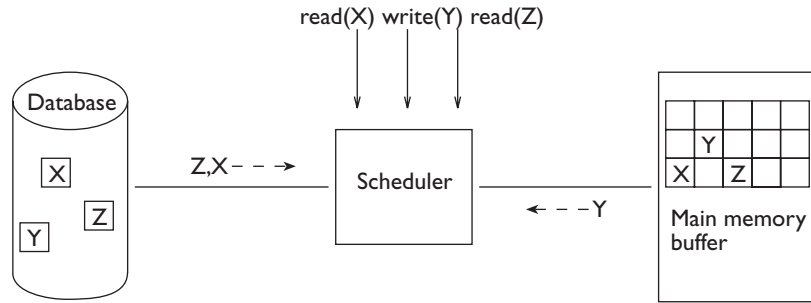 read(X) write(Y) read(Z)
Database
X
Z
Y
Z,X
Scheduler
Y
Y
X Z
Main memory
buffer